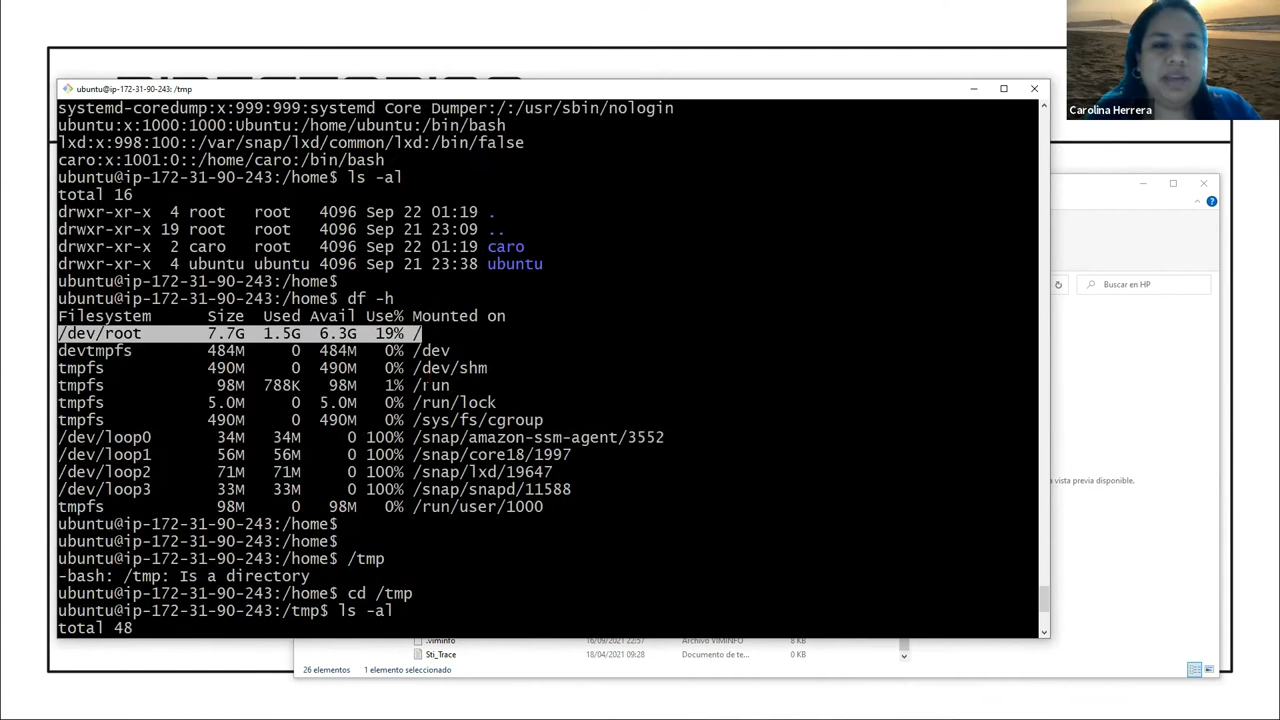 ubuntu@ip-172-31-90-243: /tmp
Carolina Herrera
systemd-coredump:x:999:999:systemd Core Dumper:/:/usr/sbin/nologin
ubuntu:x:1000:1000:Ubuntu:/home/ubuntu:/bin/bash
lxd:x:998:100::/var/snap/lxd/common/lxd:/bin/false
caro:x:1001:0::/home/caro:/bin/bash
ubuntu@ip-172-31-90-243:/home$ ls -al
total 16
drwxr-xr-x  4 root   root   4096 Sep 22 01:19 .
drwxr-xr-x 19 root   root   4096 Sep 21 23:09 ..
drwxr-xr-x  2 caro   root   4096 Sep 22 01:19 caro
drwxr-xr-x  4 ubuntu ubuntu 4096 Sep 21 23:38 ubuntu
ubuntu@ip-172-31-90-243:/home$
ubuntu@ip-172-31-90-243:/home$ df -h
Filesystem      Size  Used Avail Use% Mounted on
/dev/root       7.7G  1.5G  6.3G  19% /
devtmpfs        484M     0  484M   0% /dev
tmpfs           490M     0  490M   0% /dev/shm
tmpfs            98M  788K   98M   1% /run
tmpfs           5.0M     0  5.0M   0% /run/lock
tmpfs           490M     0  490M   0% /sys/fs/cgroup
/dev/loop0       34M   34M     0 100% /snap/amazon-ssm-agent/3552
/dev/loop1       56M   56M     0 100% /snap/core18/1997
/dev/loop2       71M   71M     0 100% /snap/lxd/19647
/dev/loop3       33M   33M     0 100% /snap/snapd/11588
tmpfs            98M     0   98M   0% /run/user/1000
ubuntu@ip-172-31-90-243:/home$
ubuntu@ip-172-31-90-243:/home$
ubuntu@ip-172-31-90-243:/home$ /tmp
-bash: /tmp: Is a directory
ubuntu@ip-172-31-90-243:/home$ cd /tmp
ubuntu@ip-172-31-90-243:/tmp$ ls -al
total 48
Buscar en HP
vista previa disponible.
.viminfo 16/09/2021 22:57 Archivo VIMINFO 8 KB
Sti_Trace 18/04/2021 09:28 Documento de te... 0 KB
26 elementos 1 elemento seleccionado